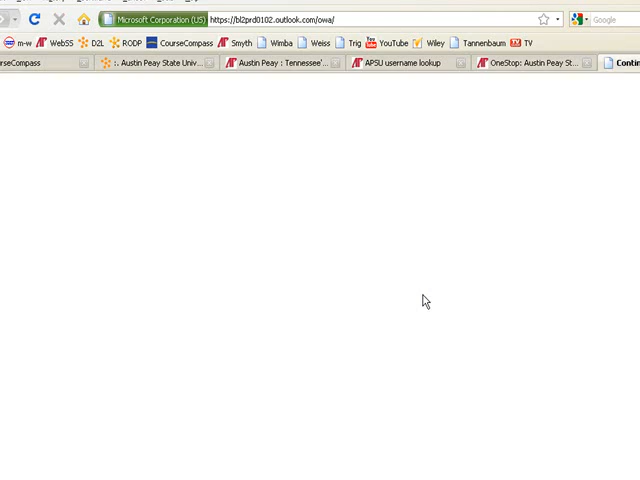 Microsoft Corporation (US) https://bl2prd0102.outlook.com/owa/ Google
m-w WebSS D2L RODP CourseCompass Smyth Wimba Weiss Trig YouTube Wiley Tannenbaum TV
rseCompass :. Austin Peay State Univ... Austin Peay : Tennessee'... APSU username lookup OneStop: Austin Peay St... Contin